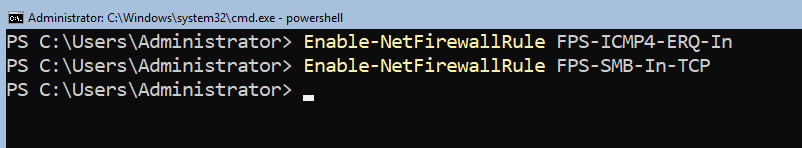 Administrator: C:\Windows\system32\cmd.exe - powershell
PS C:\Users\Administrator> Enable-NetFirewallRule FPS-ICMP4-ERQ-In
PS C:\Users\Administrator> Enable-NetFirewallRule FPS-SMB-In-TCP
PS C:\Users\Administrator>